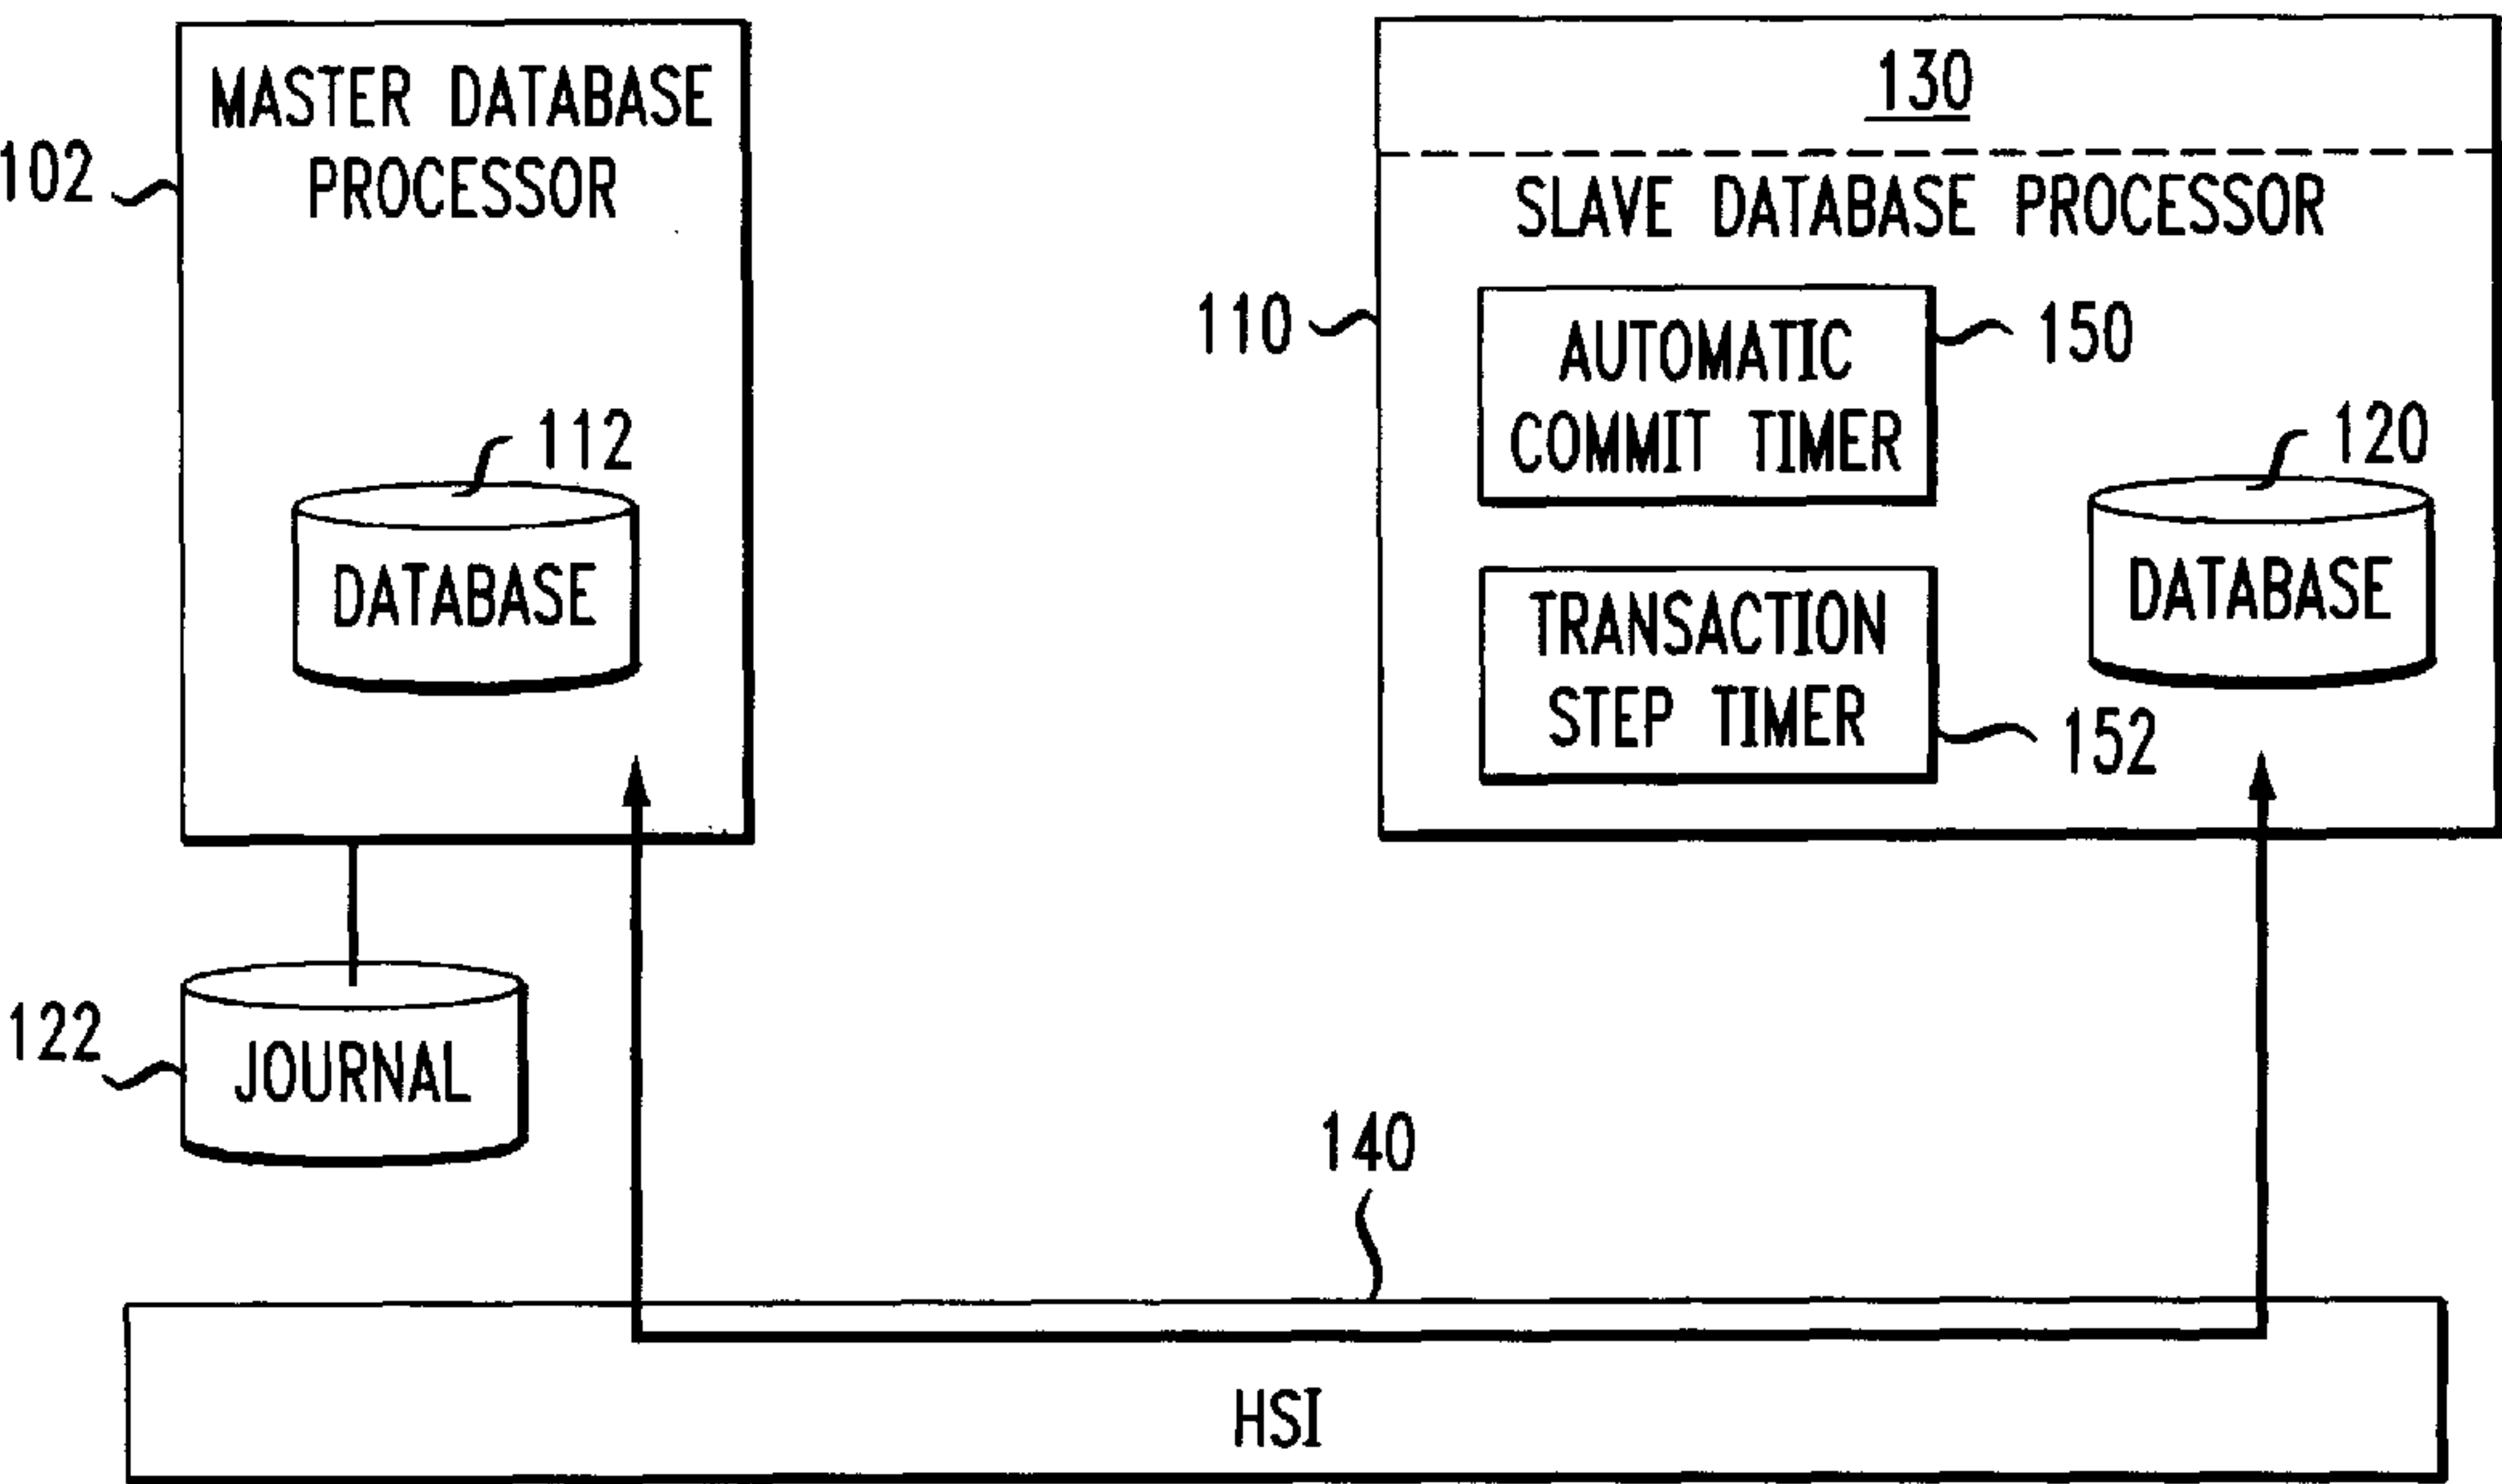 MASTER DATABASE
PROCESSOR
102
112
DATABASE
122
JOURNAL
130
SLAVE DATABASE PROCESSOR
110
AUTOMATIC
COMMIT TIMER
150
120
DATABASE
TRANSACTION
STEP TIMER
152
140
HSI